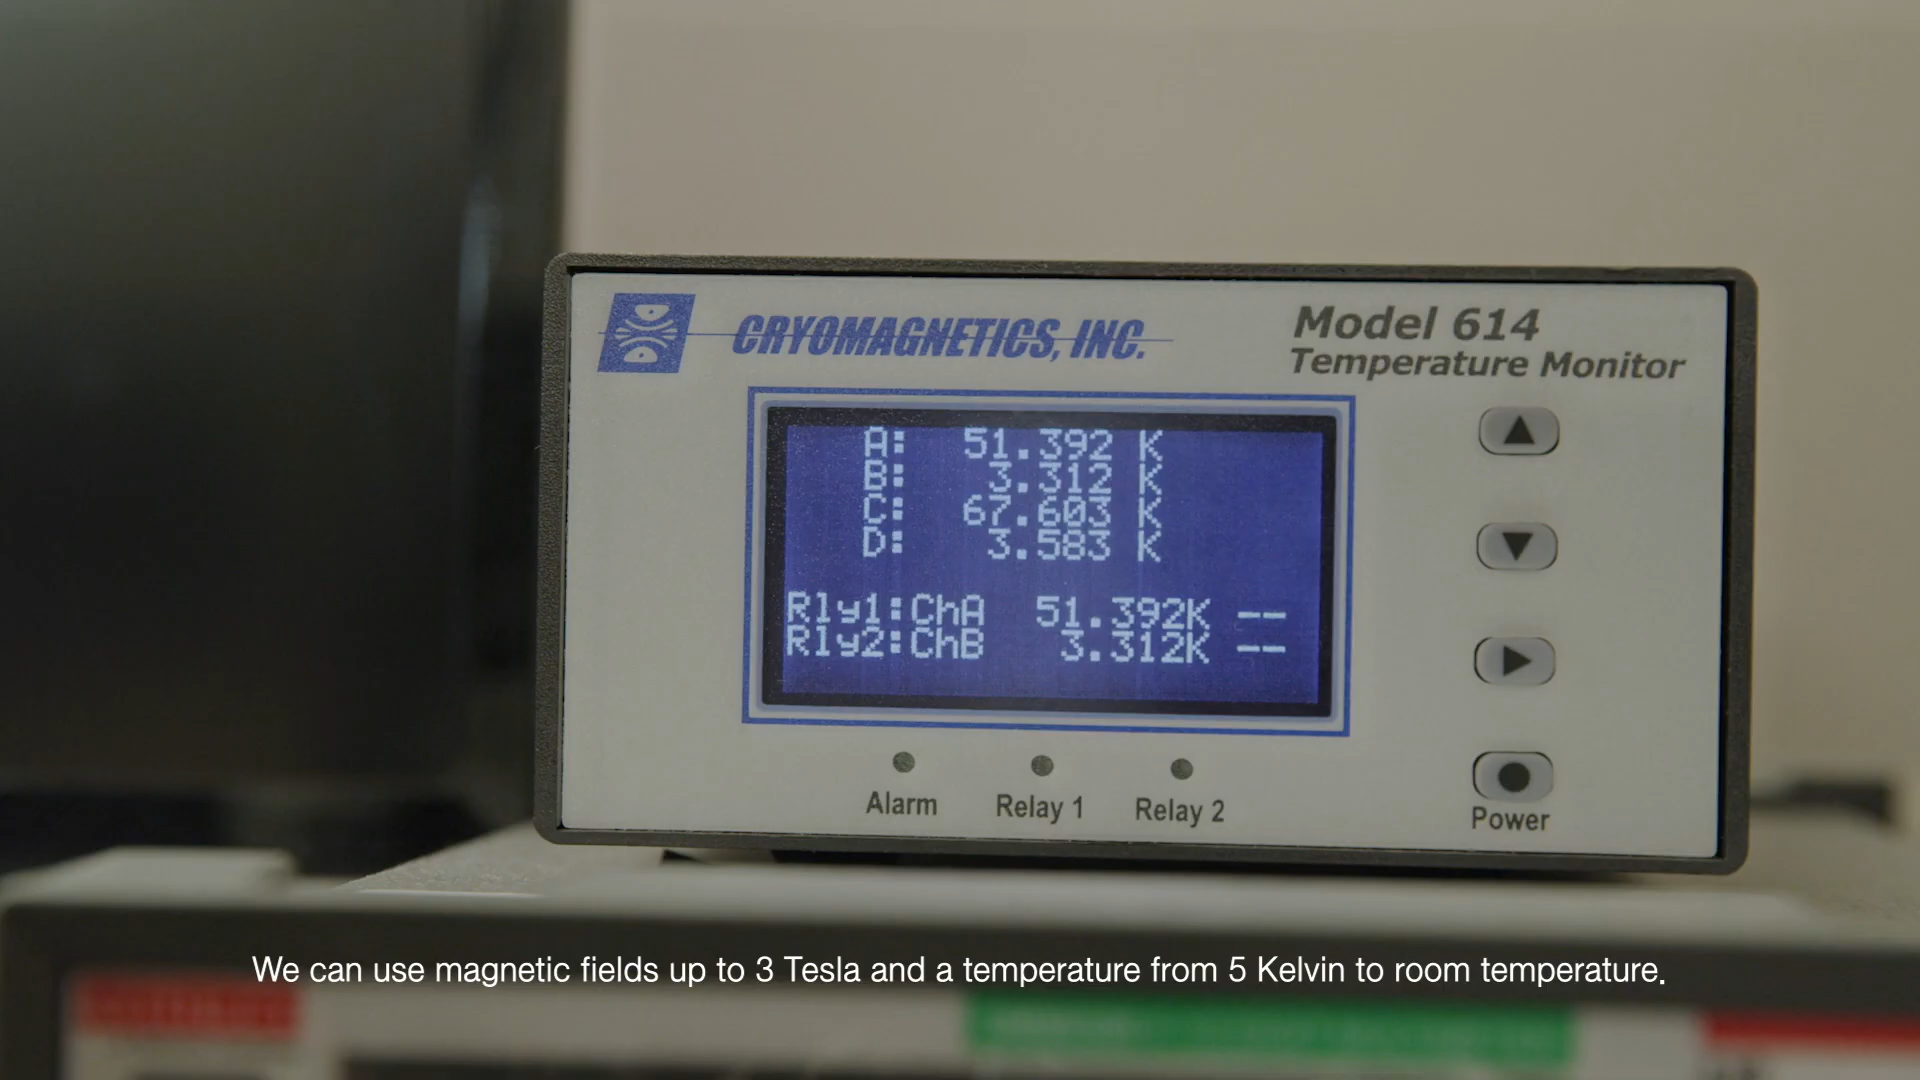 CRYOMAGNETICS, INC.
Model 614
Temperature Monitor
A: 51.392 K
B: 3.312 K
C: 67.603 K
D: 3.583 K
Rly1:ChA 51.392K --
Rly2:ChB 3.312K --
Alarm
Relay 1
Relay 2
Power
We can use magnetic fields up to 3 Tesla and a temperature from 5 Kelvin to room temperature.